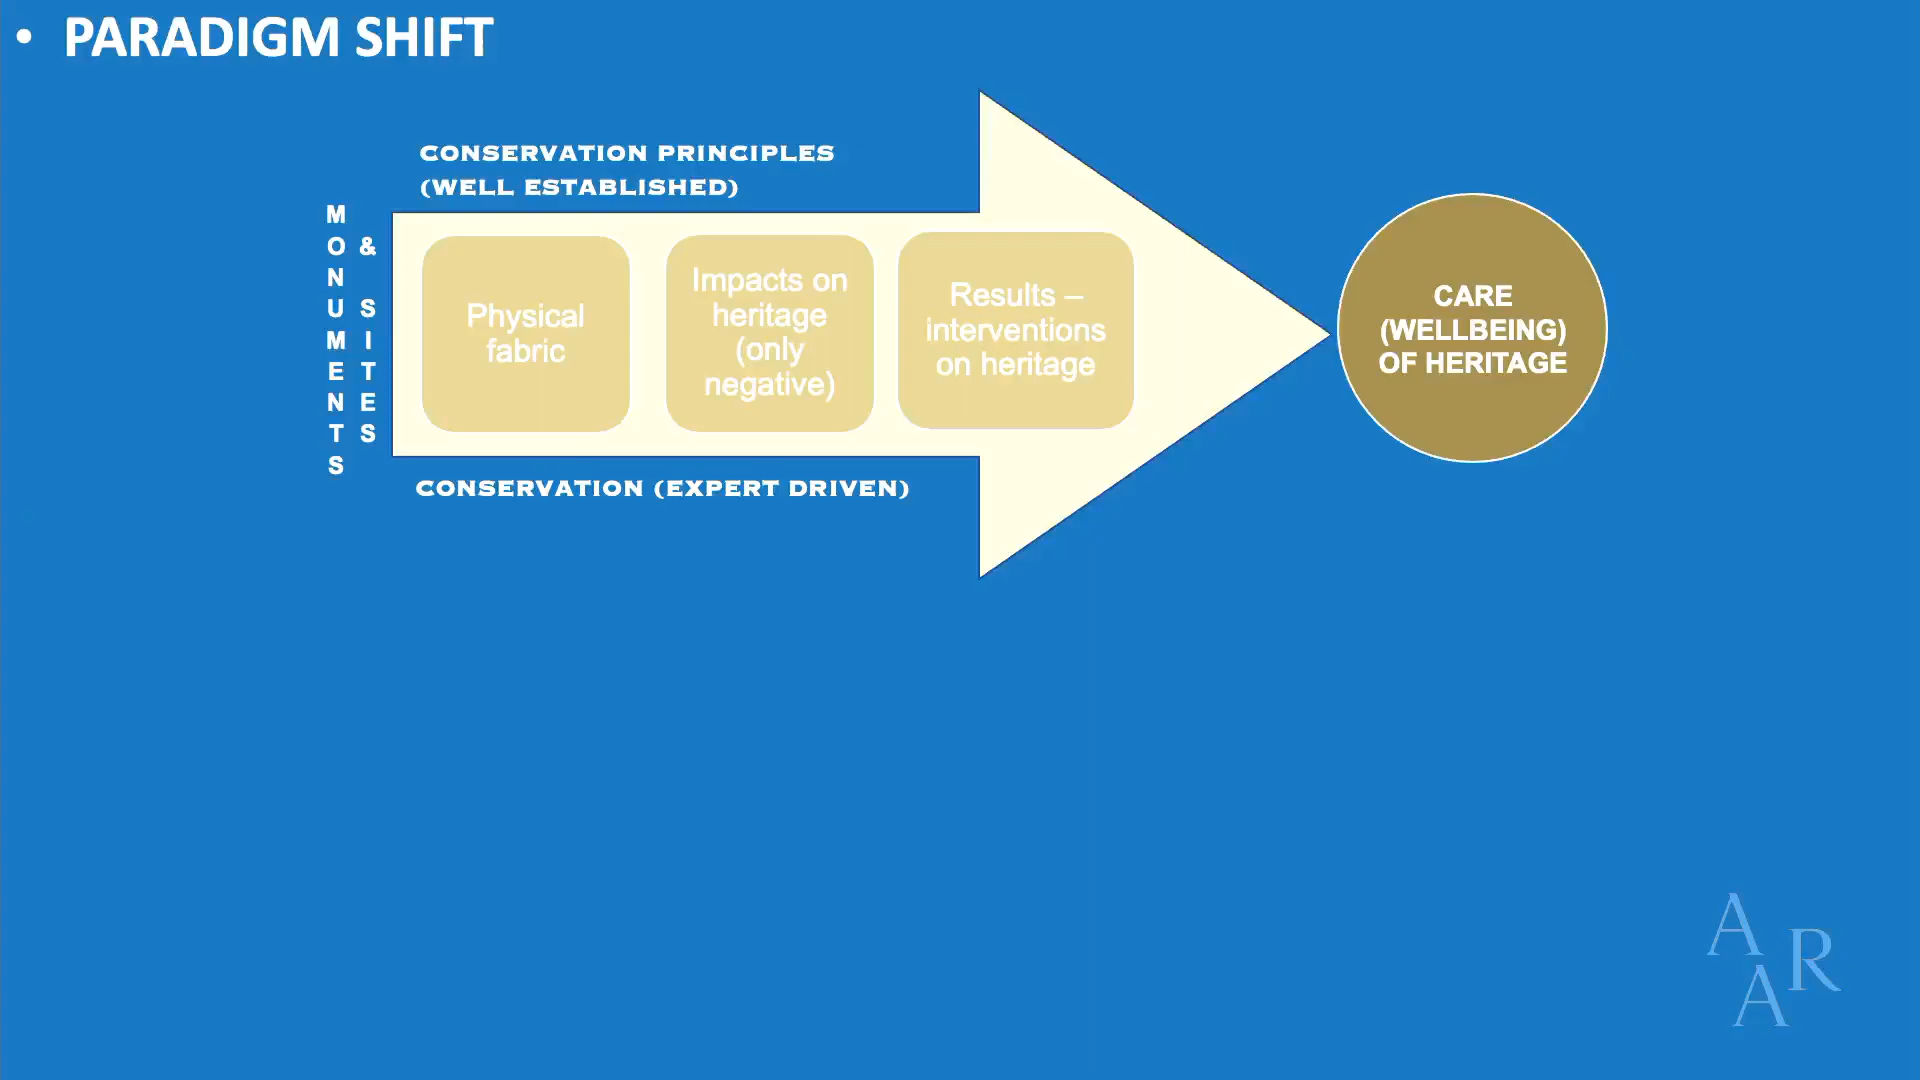 • PARADIGM SHIFT
CONSERVATION PRINCIPLES
(WELL ESTABLISHED)
MONUMENTS
& SITES
Physical
fabric
Impacts on
heritage
(only
negative)
Results –
interventions
on heritage
CARE
(WELLBEING)
OF HERITAGE
CONSERVATION (EXPERT DRIVEN)
A
R
A